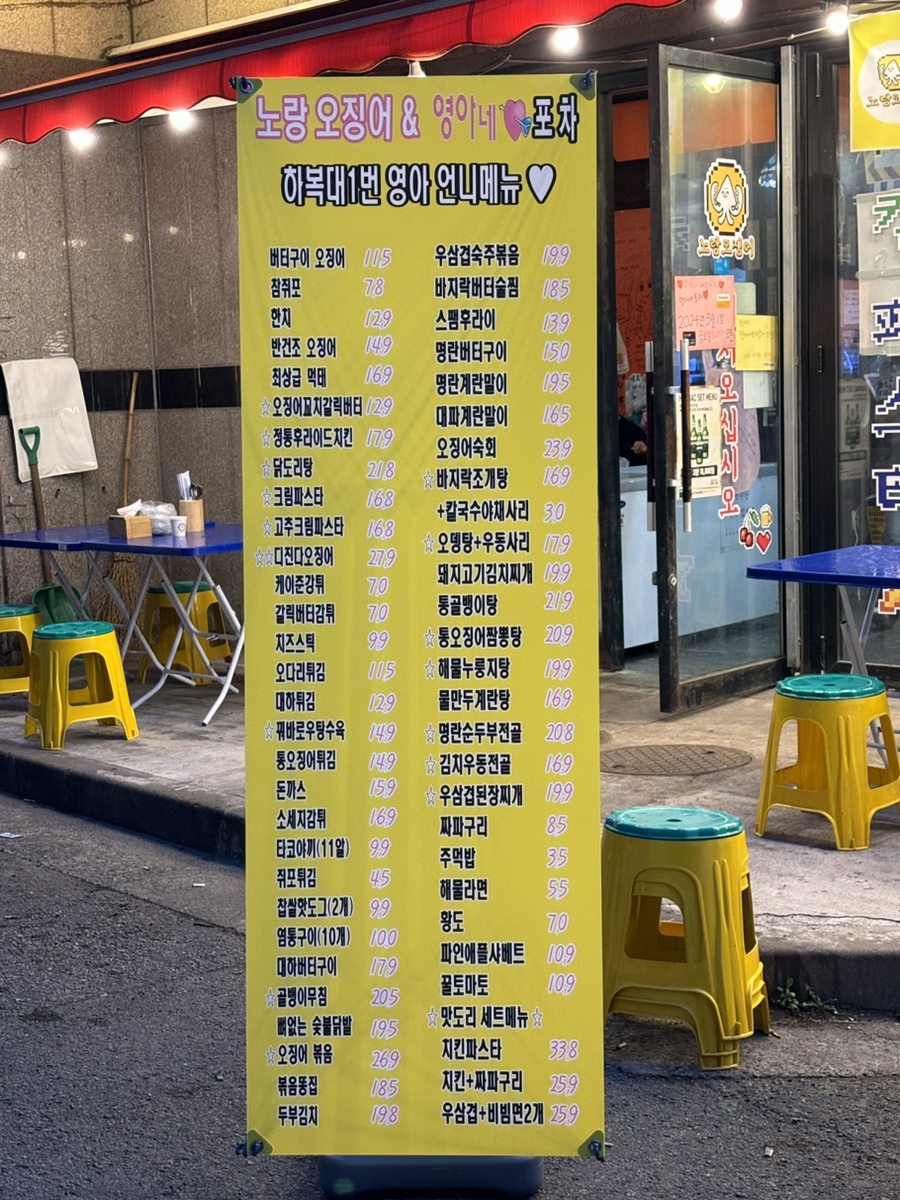 노랑 오징어 & 영아네 포차
하복대1번 영아 언니메뉴
버터구이 오징어 11.5
참쥐포 7.8
한치 12.9
반건조 오징어 14.9
최상급 먹태 16.9
☆오징어꼬치갈릭버터 12.9
☆정통후라이드치킨 17.9
☆닭도리탕 21.8
☆크림파스타 16.8
☆고추크림파스타 16.8
☆☆디진다오징어 27.9
케이준강튀 7.0
갈릭버터감튀 7.0
치즈스틱 9.9
오다리튀김 11.5
대하튀김 12.9
☆꿔바로우탕수육 14.9
통오징어튀김 14.9
돈까스 15.9
소세지감튀 16.9
타코야끼(11알) 9.9
쥐포튀김 4.5
찹쌀핫도그(2개) 9.9
염통구이(10개) 10.0
대하버터구이 17.9
☆골뱅이무침 20.5
뼈없는 숯불닭발 19.5
☆오징어 볶음 26.9
볶음똥집 18.5
두부김치 19.8
우삼겹숙주볶음 19.9
바지락버터술찜 18.5
스팸후라이 13.9
명란버터구이 15.0
명란계란말이 19.5
대파계란말이 16.5
오징어숙회 23.9
☆바지락조개탕 16.9
+칼국수야채사리 3.0
☆오뎅탕+우동사리 17.9
돼지고기김치찌개 19.9
통골뱅이탕 21.9
☆통오징어짬뽕탕 20.9
☆해물누룽지탕 19.9
물만두계란탕 16.9
☆명란순두부전골 20.8
☆김치우동전골 16.9
☆우삼겹된장찌개 19.9
짜파구리 8.5
주먹밥 3.5
해물라면 5.5
황도 7.0
파인애플샤베트 10.9
꿀토마토 10.9
☆맛도리 세트메뉴☆
치킨파스타 33.8
치킨+짜파구리 25.9
우삼겹+비빔면2개 25.9
노랑오징어
시오십시오
SET MENU